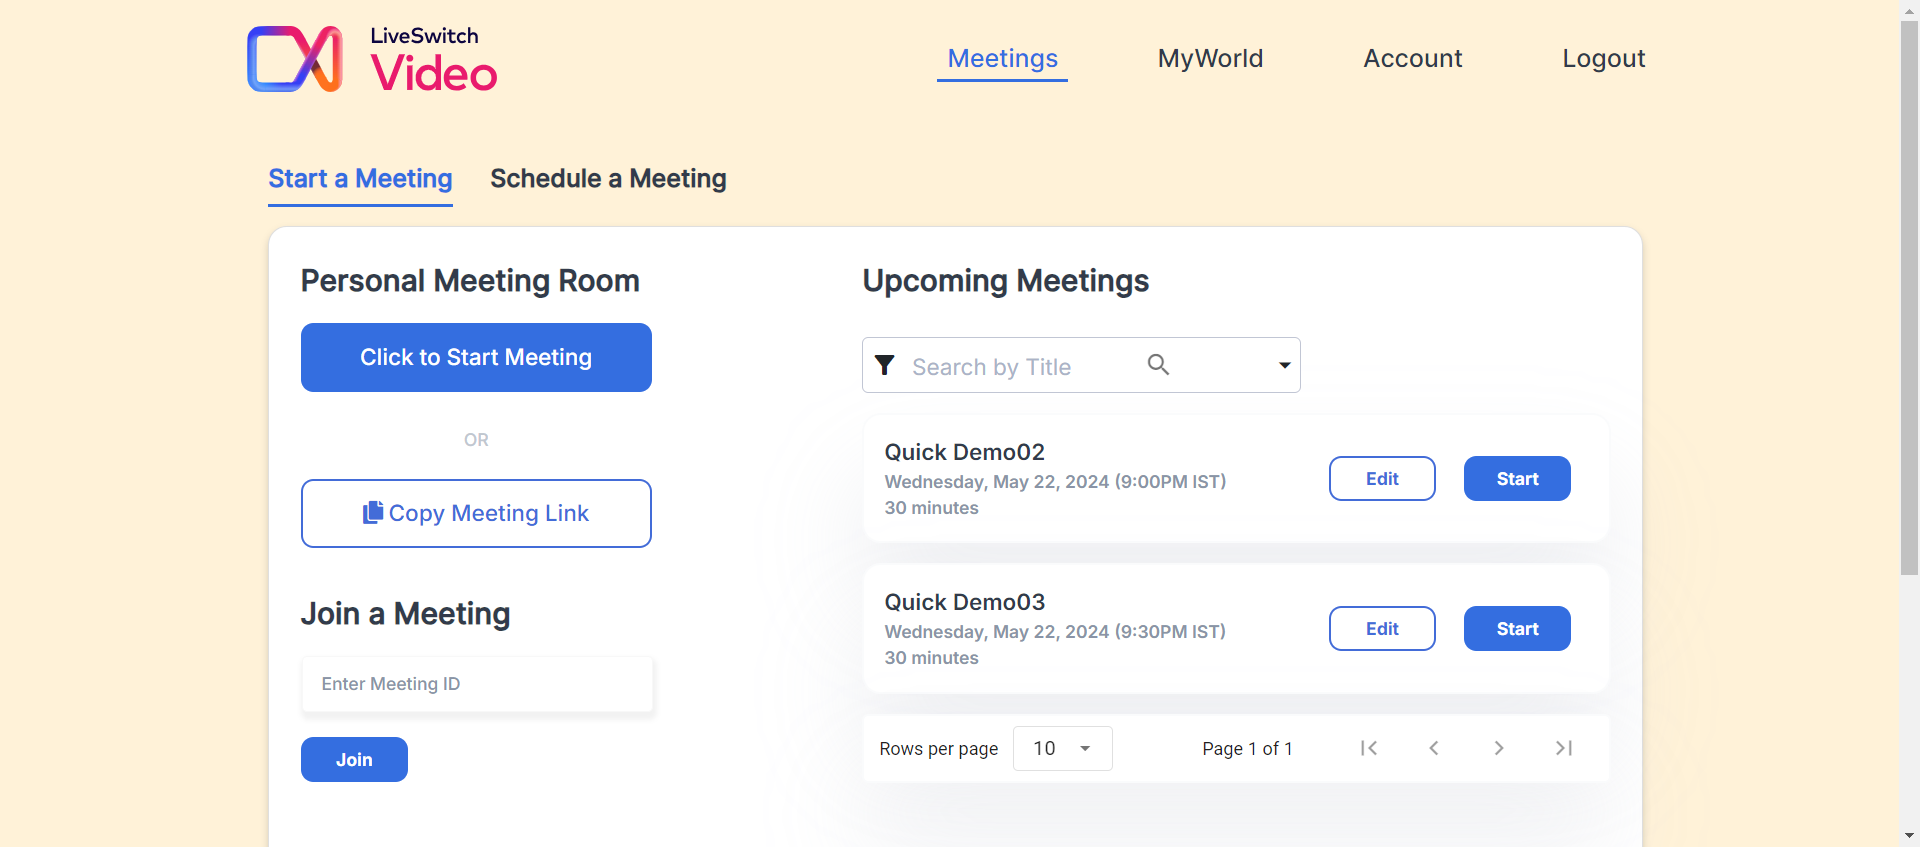 LiveSwitch
Video
Meetings
MyWorld
Account
Logout
Start a Meeting
Schedule a Meeting
Personal Meeting Room
Click to Start Meeting
OR
Copy Meeting Link
Join a Meeting
Enter Meeting ID
Join
Upcoming Meetings
Search by Title
Quick Demo02
Wednesday, May 22, 2024 (9:00PM IST)
30 minutes
Edit
Start
Quick Demo03
Wednesday, May 22, 2024 (9:30PM IST)
30 minutes
Edit
Start
Rows per page
10
Page 1 of 1